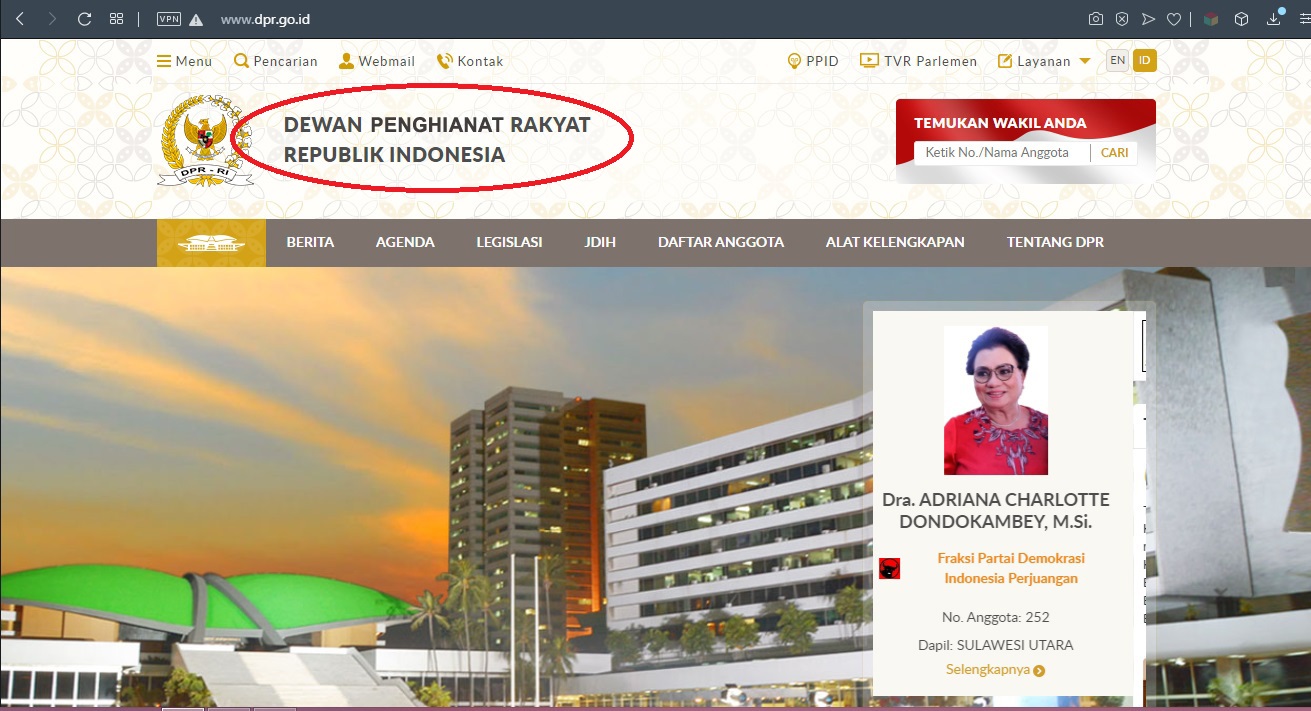 VPN www.dpr.go.id
Menu Pencarian Webmail Kontak PPID TVR Parlemen Layanan EN ID
DEWAN PENGHIANAT RAKYAT
REPUBLIK INDONESIA
DPR - RI
TEMUKAN WAKIL ANDA
Ketik No./Nama Anggota CARI
BERITA AGENDA LEGISLASI JDIH DAFTAR ANGGOTA ALAT KELENGKAPAN TENTANG DPR
Dra. ADRIANA CHARLOTTE
DONDOKAMBEY, M.Si.
Fraksi Partai Demokrasi
Indonesia Perjuangan
No. Anggota: 252
Dapil: SULAWESI UTARA
Selengkapnya